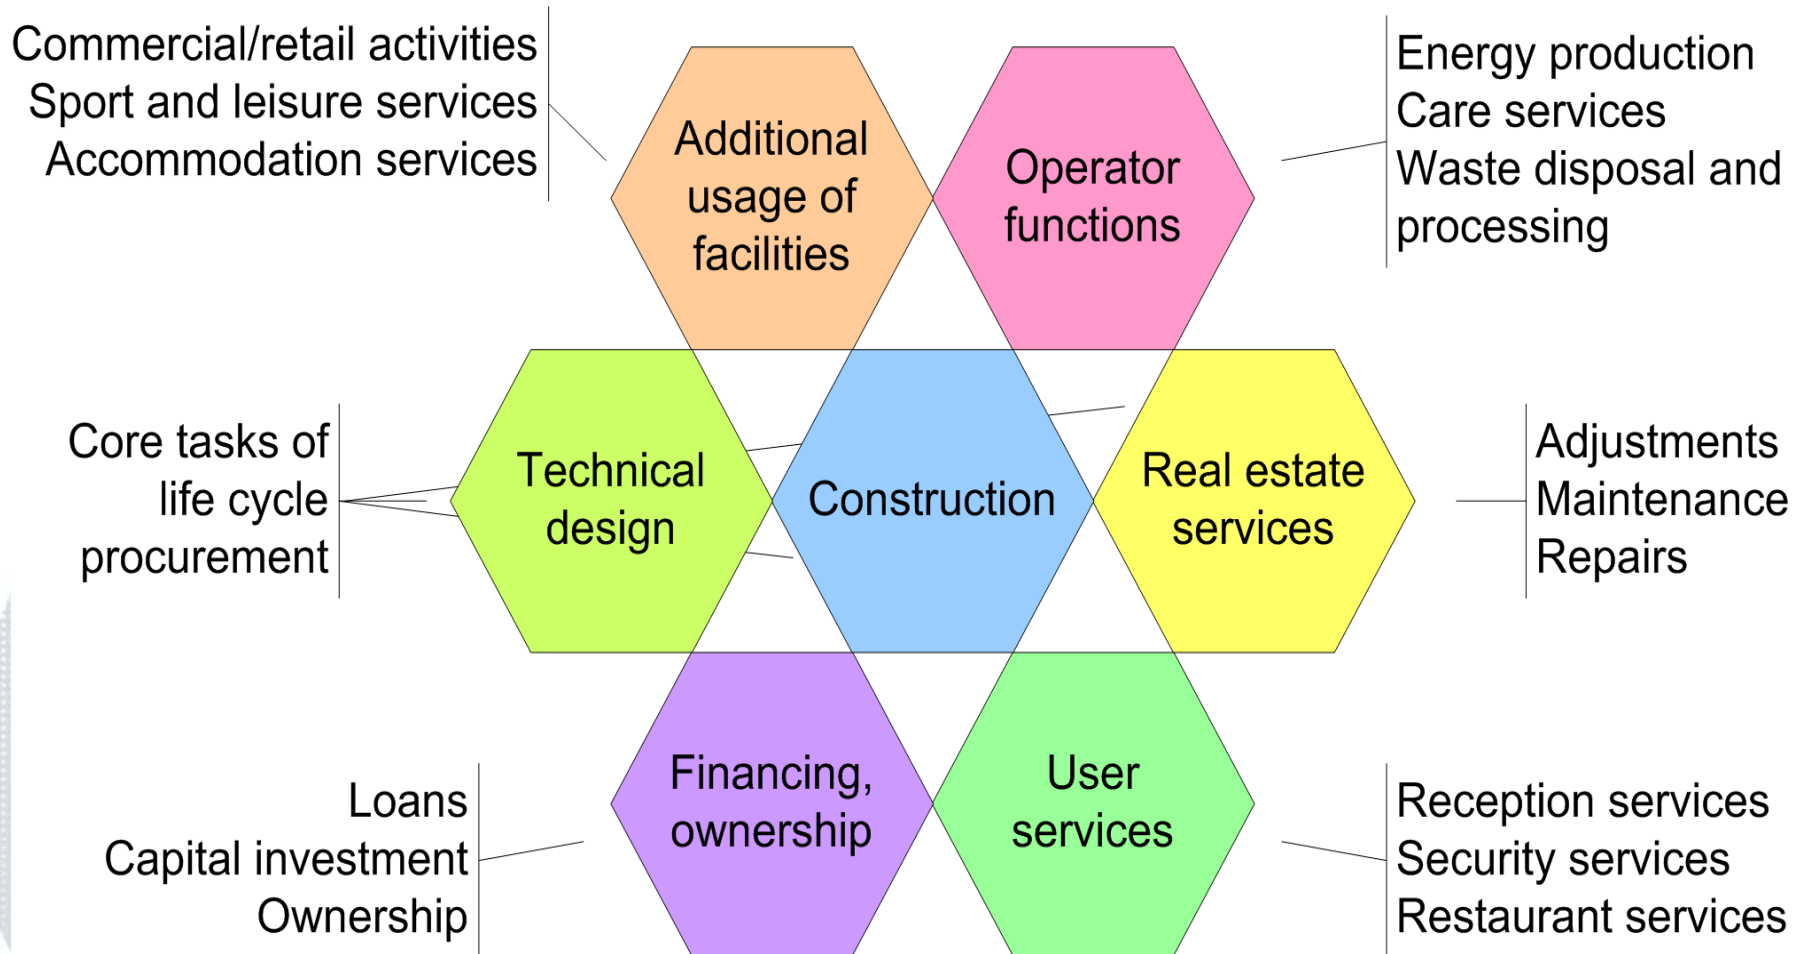 Commercial/retail activities
Sport and leisure services
Accommodation services
Additional
usage of
facilities
Operator
functions
Energy production
Care services
Waste disposal and
processing
Core tasks of
life cycle
procurement
Technical
design
Construction
Real estate
services
Adjustments
Maintenance
Repairs
Loans
Capital investment
Ownership
Financing,
ownership
User
services
Reception services
Security services
Restaurant services